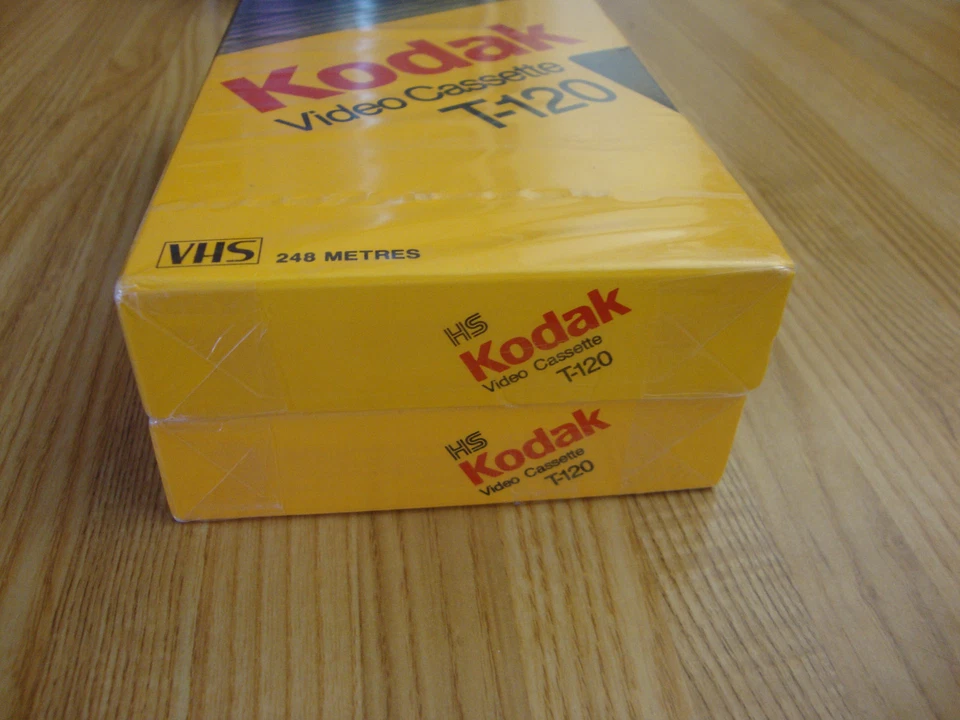 Kodak
Video Cassette
T-120
VHS 248 METRES
HS
Kodak
Video Cassette
T-120
HS
Kodak
Video Cassette
T-120